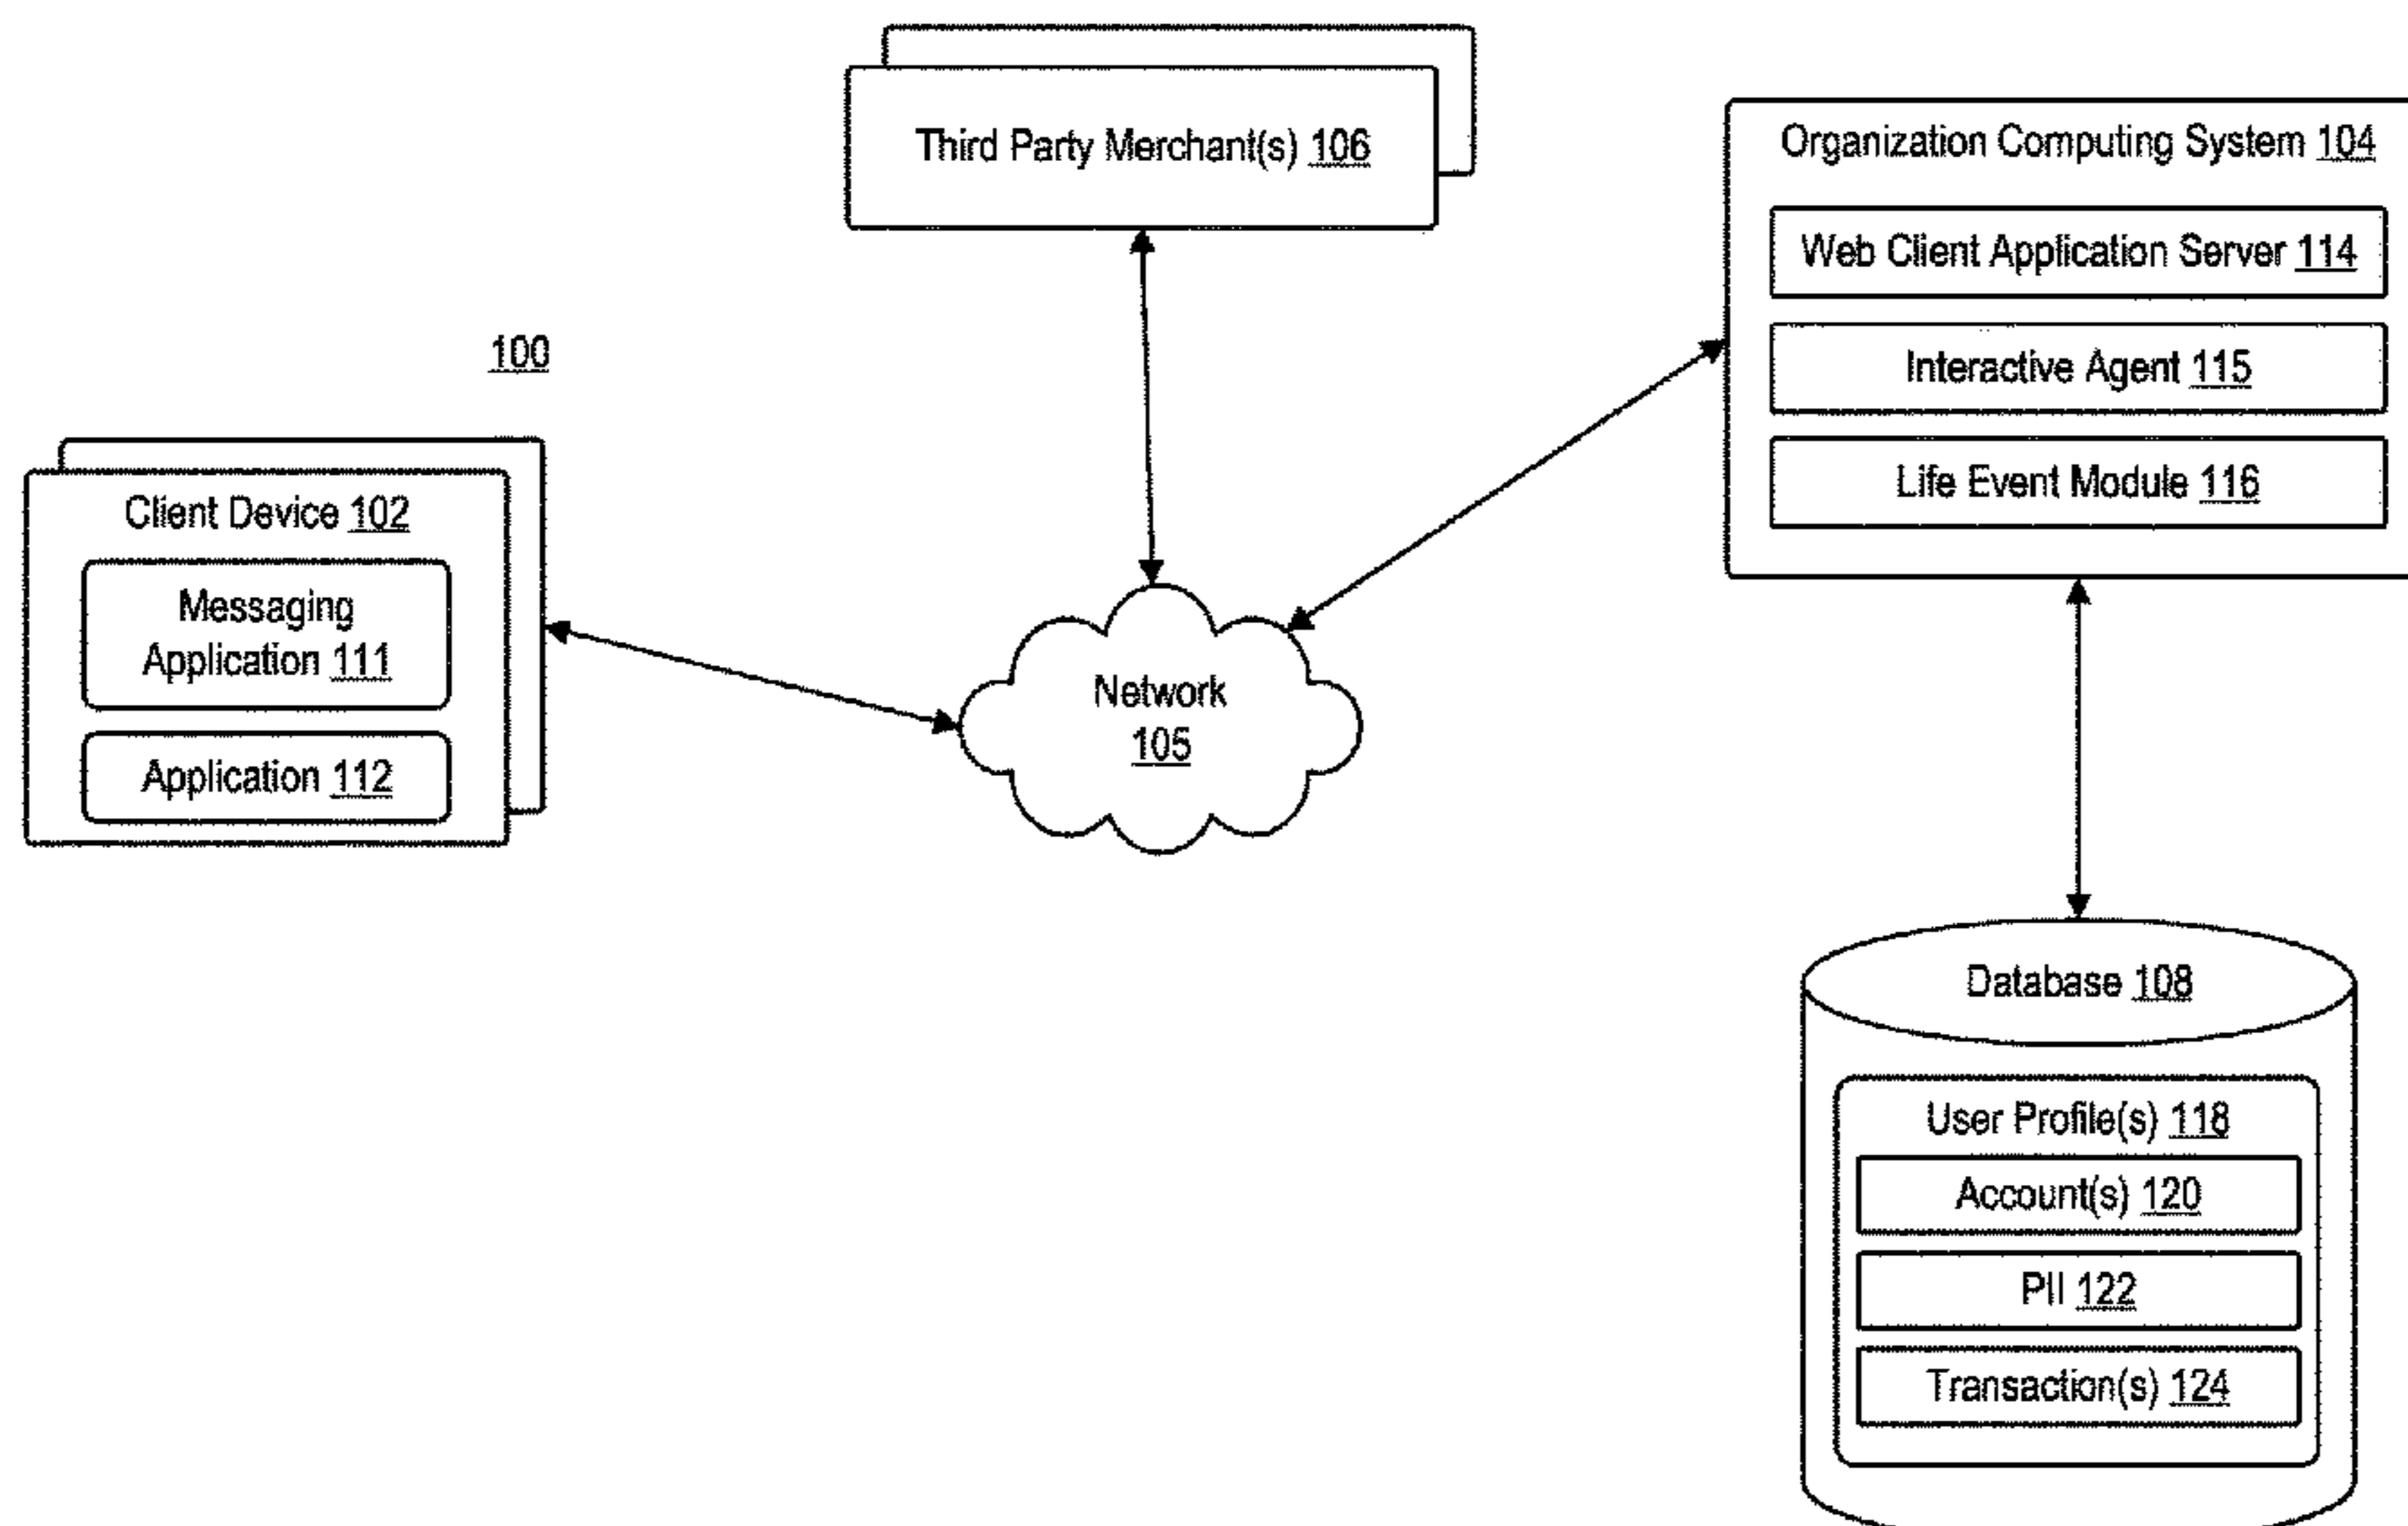 Third Party Merchant(s) 106
Organization Computing System 104
Web Client Application Server 114
Interactive Agent 115
Life Event Module 116
100
Client Device 102
Messaging
Application 111
Application 112
Network
105
Database 108
User Profile(s) 118
Account(s) 120
PII 122
Transaction(s) 124